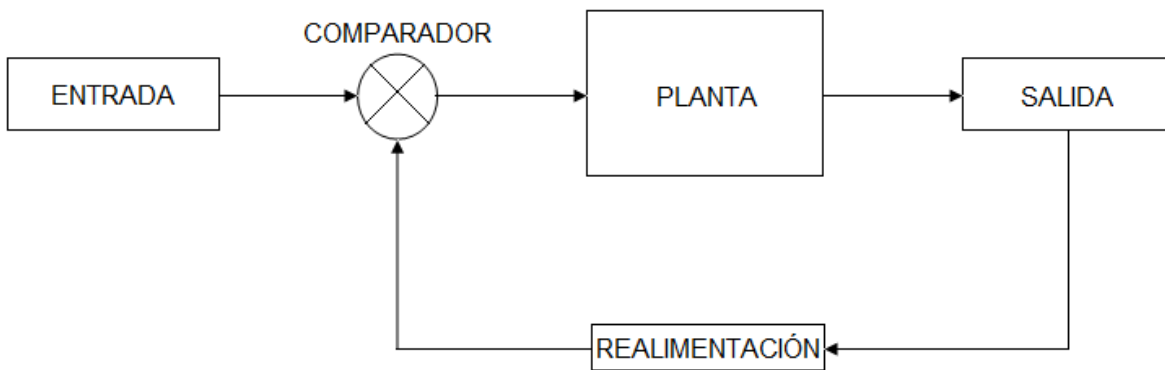 COMPARADOR
ENTRADA
PLANTA
SALIDA
REALIMENTACIÓN